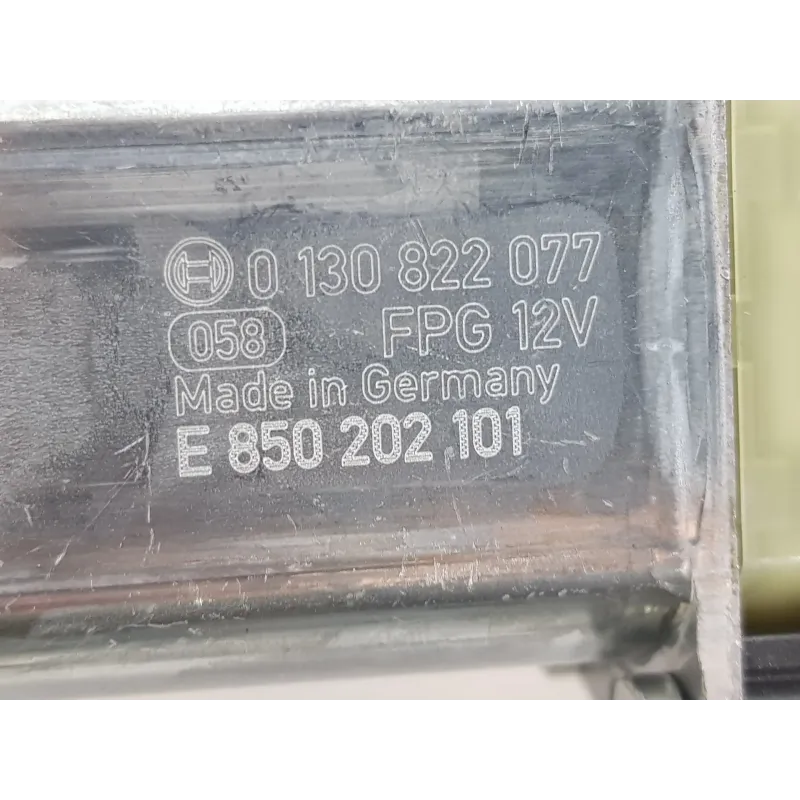 0 130 822 077
058 FPG 12V
Made in Germany
E 850 202 101